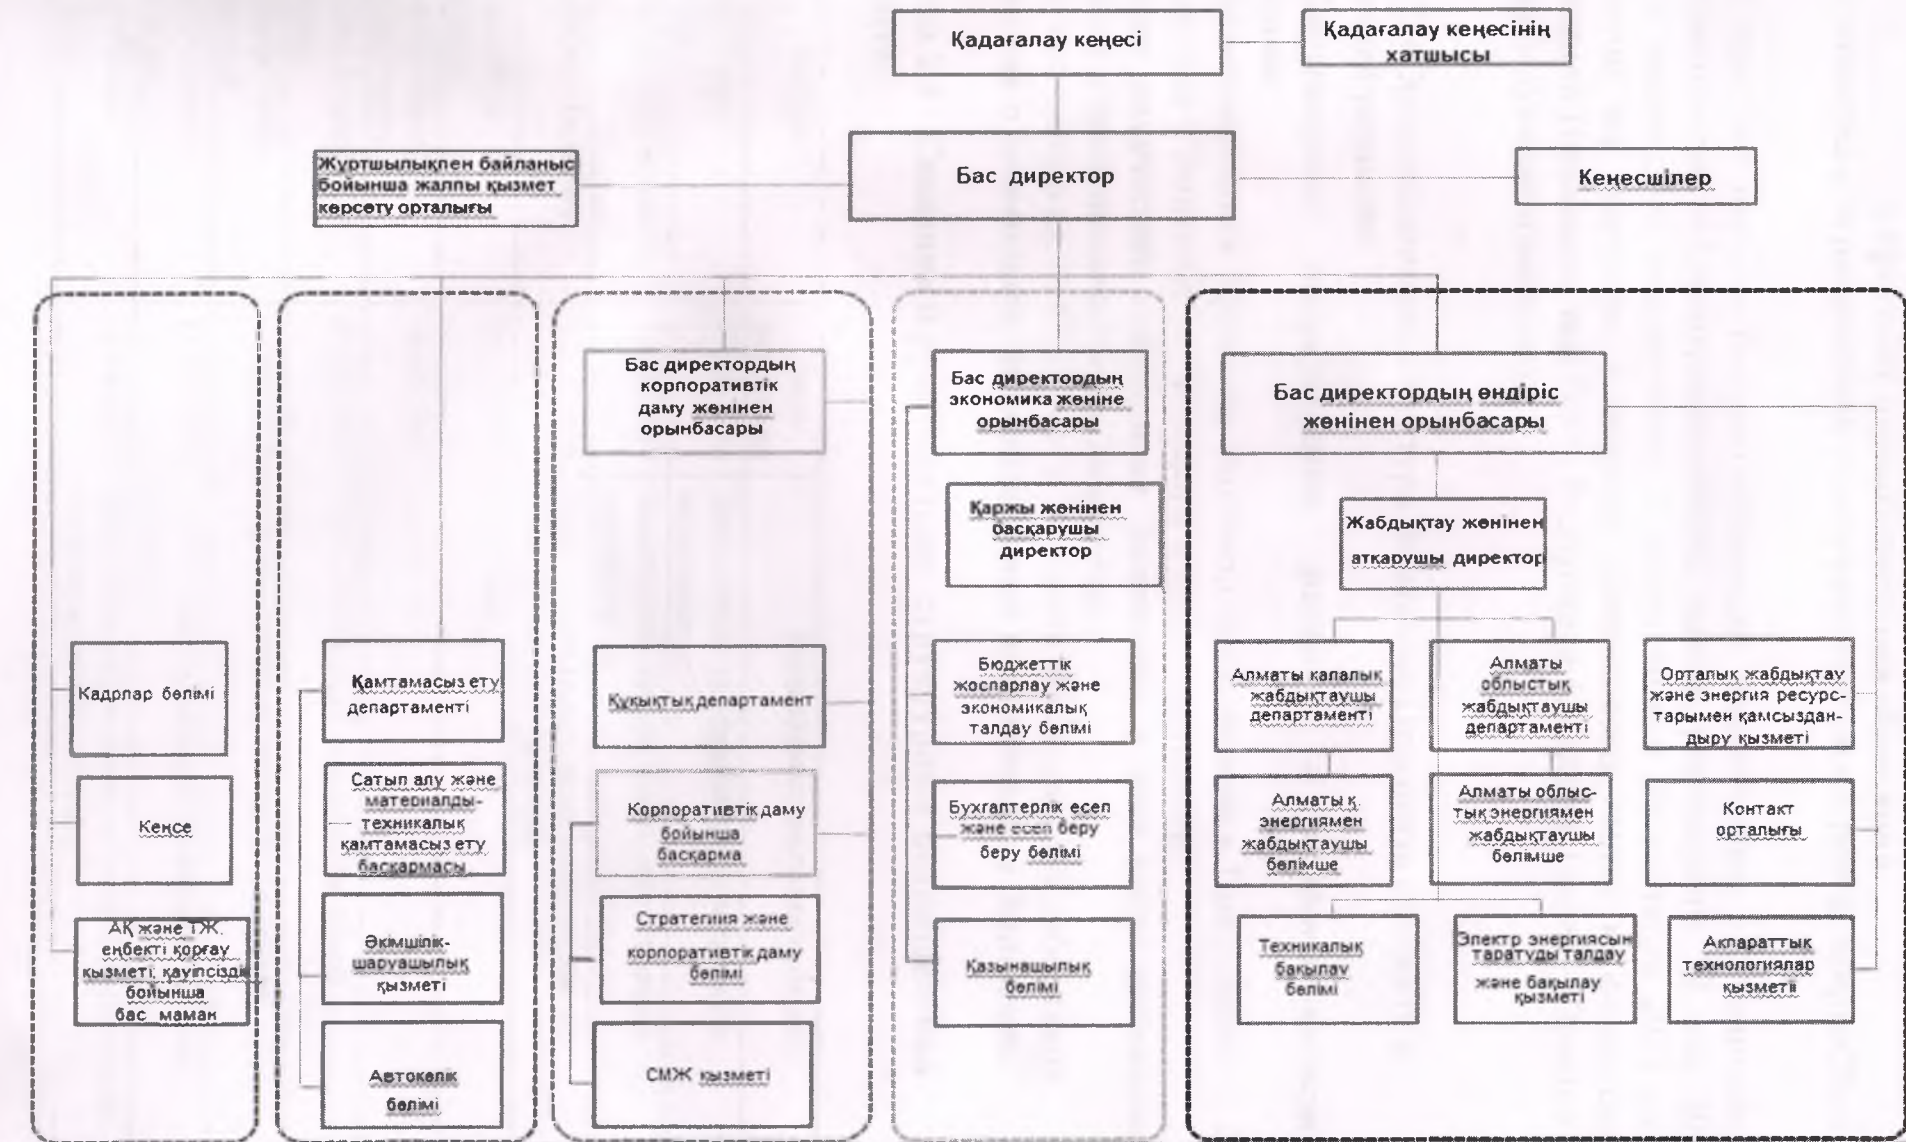 Қадағалау кеңесі
Қадағалау кеңесінің
хатшысы
Жұртшылықпен байланыс
бойынша жалпы қызмет
көрсету орталығы
Бас директор
Кеңесшілер
Бас директордың
корпоративтік
даму жөнінен
орынбасары
Бас директордың
экономика жөніне
орынбасары
Бас директордың өндіріс
жөнінен орынбасары
Қаржы жөнінен
басқарушы
директор
Жабдықтау жөнінен
атқарушы директор
Кадрлар бөлімі
Қамтамасыз ету
департаменті
Құқықтық департамент
Бюджеттік
жоспарлау және
экономикалық
талдау бөлімі
Алматы қалалық
жабдықтаушы
департаменті
Алматы
облыстық
жабдықтаушы
департаменті
Орталық жабдықтау
және энергия ресурс-
тарымен қамсыздан-
дыру қызметі
Кеңсе
Сатып алу және
материалды-
техникалық
қамтамасыз ету
басқармасы
Корпоративтік даму
бойынша
басқарма
Бухгалтерлік есеп
және есеп беру
беру бөлімі
Алматы қ.
энергиямен
жабдықтаушы
бөлімше
Алматы облыс-
тық энергиямен
жабдықтаушы
бөлімше
Контакт
орталығы
АҚ және ТЖ.
еңбекті қорғау
қызметі, қауіпсіздік
бойынша
бас маман
Әкімшілік-
шаруашылық
қызметі
Стратегиия және
корпоративтік даму
бөлімі
Қазынашылық
бөлімі
Техникалық
бақылау
бөлімі
Электр энергиясын
таратуды талдау
және бақылау
қызметі
Ақпараттық
технологиялар
қызметіі
Автокөлік
бөлімі
СМЖ қызметі